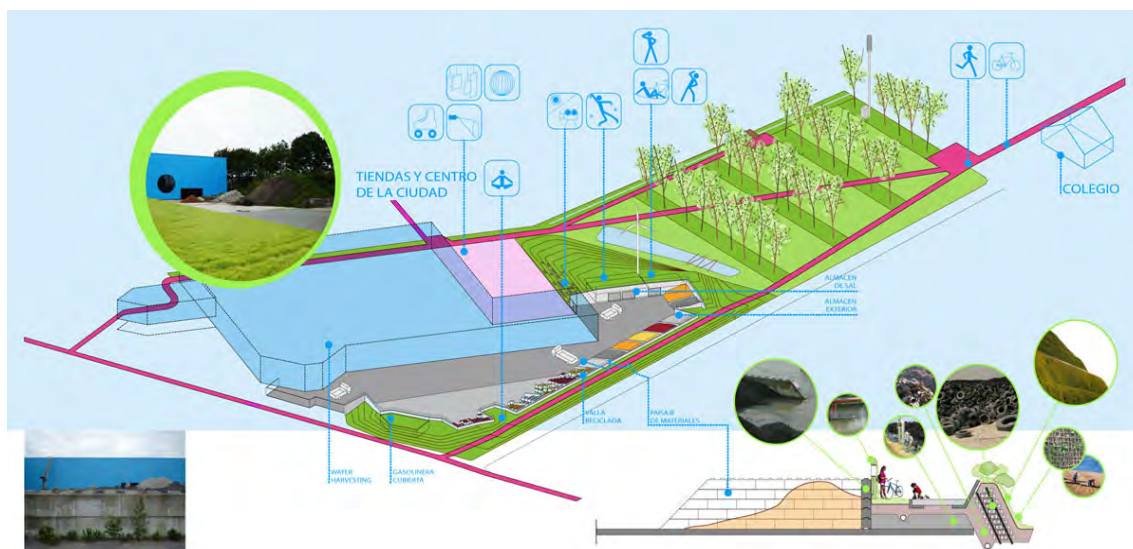 TIENDAS Y CENTRO
DE LA CIUDAD
COLEGIO
ALMACEN
DE SAL
ALMACEN
EXTERIOR
VALLA
RECICLADA
PAISAJE
DE MATERIALES
WATER
HARVESTING
GASOLINERA
CUBIERTA